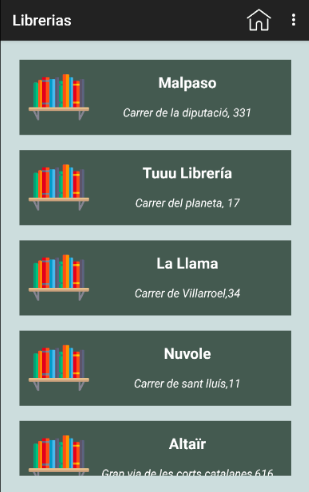 Librerias
Malpaso
Carrer de la diputació, 331
Tuuu Librería
Carrer del planeta, 17
La Llama
Carrer de Villarroel,34
Nuvole
Carrer de sant lluís,11
Altaïr
Gran via de les corts catalanes,616